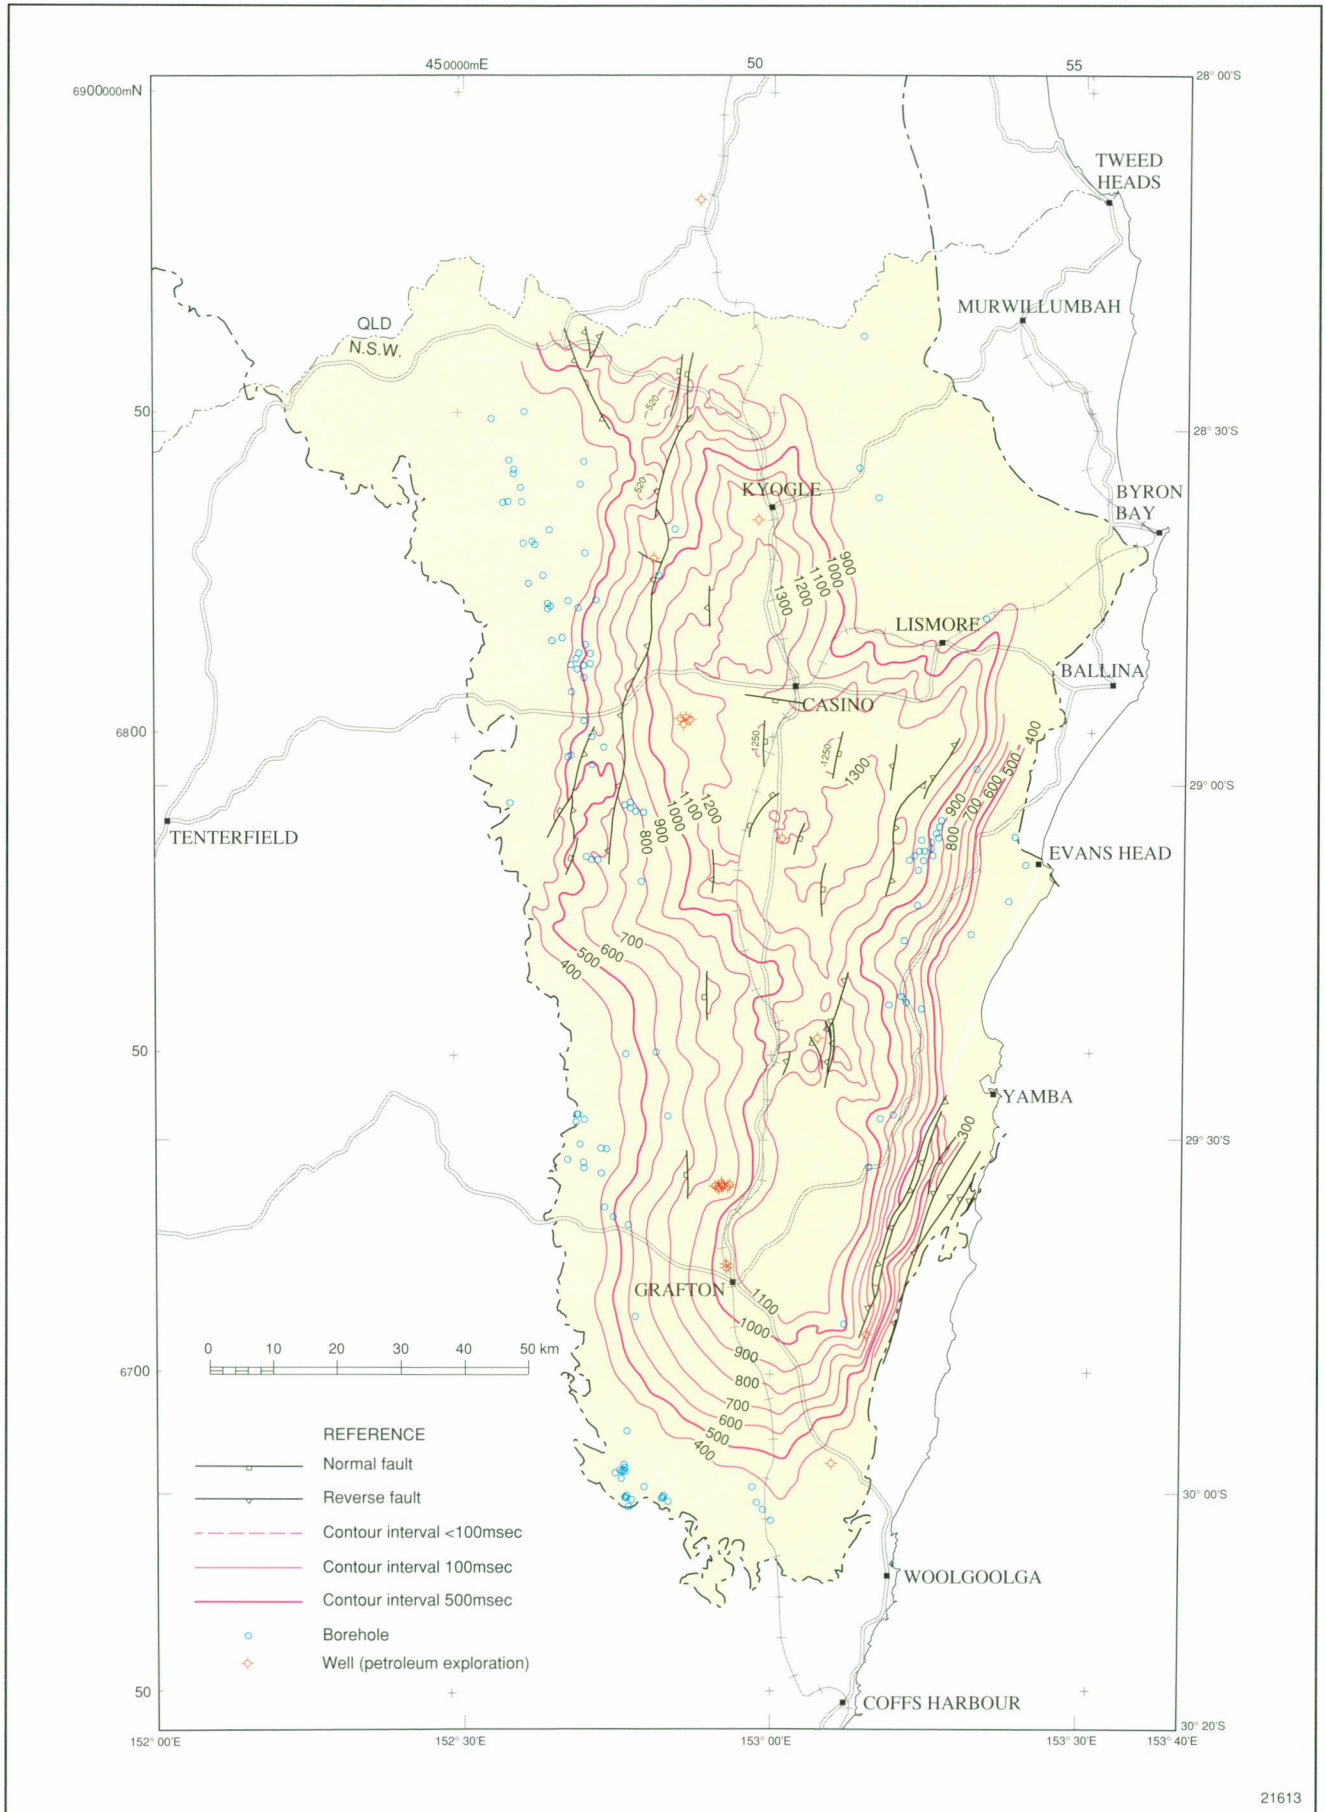 450000mE
50
55
6900000mN
28° 00'S
TWEED
HEADS
MURWILLUMBAH
QLD
N.S.W.
50
520
28° 30'S
520
KYOGLE
BYRON
BAY
900
1000
1100
1200
1300
LISMORE
BALLINA
CASINO
6800
1250
1250
1300
400
500
600
700
900
800
29° 00'S
1200
1100
1000
900
800
TENTERFIELD
EVANS HEAD
700
600
500
400
50
YAMBA
300
29° 30'S
GRAFTON
1100
1000
900
800
700
600
500
400
0 10 20 30 40 50 km
6700
REFERENCE
Normal fault
Reverse fault
Contour interval <100msec
Contour interval 100msec
Contour interval 500msec
Borehole
Well (petroleum exploration)
30° 00'S
WOOLGOOLGA
50
COFFS HARBOUR
30° 20'S
152° 00'E
152° 30'E
153° 00'E
153° 30'E
153° 40'E
21613